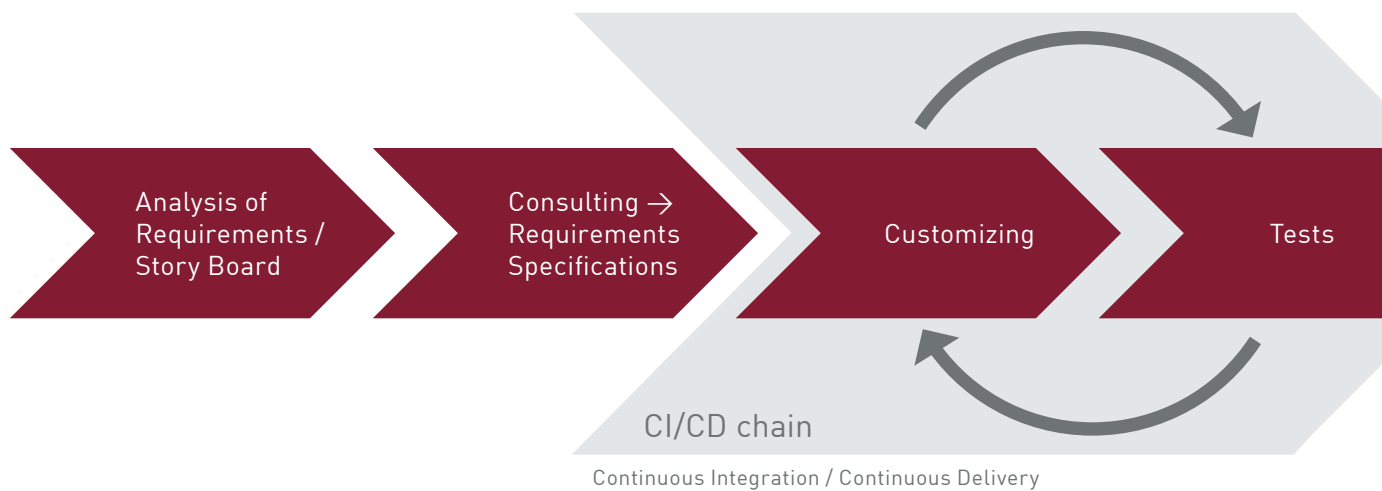 Analysis of
Requirements /
Story Board
Consulting →
Requirements
Specifications
Customizing
Tests
CI/CD chain
Continuous Integration / Continuous Delivery